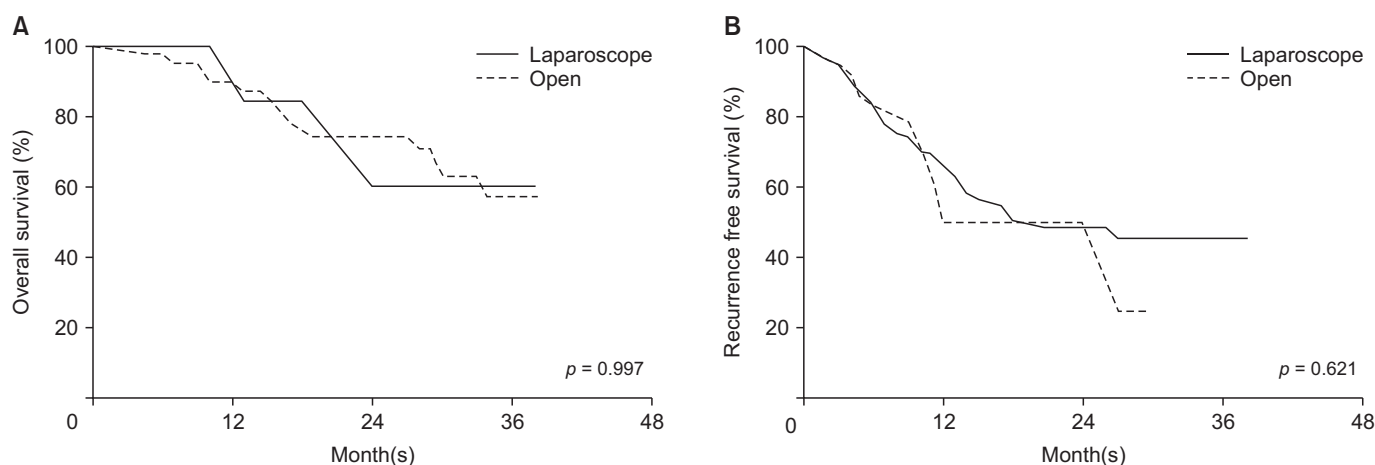 A
Overall survival (%)
100
80
60
40
20
0
12
24
36
48
Month(s)
Laparoscope
Open
p = 0.997
B
Recurrence free survival (%)
100
80
60
40
20
0
12
24
36
48
Month(s)
Laparoscope
Open
p = 0.621